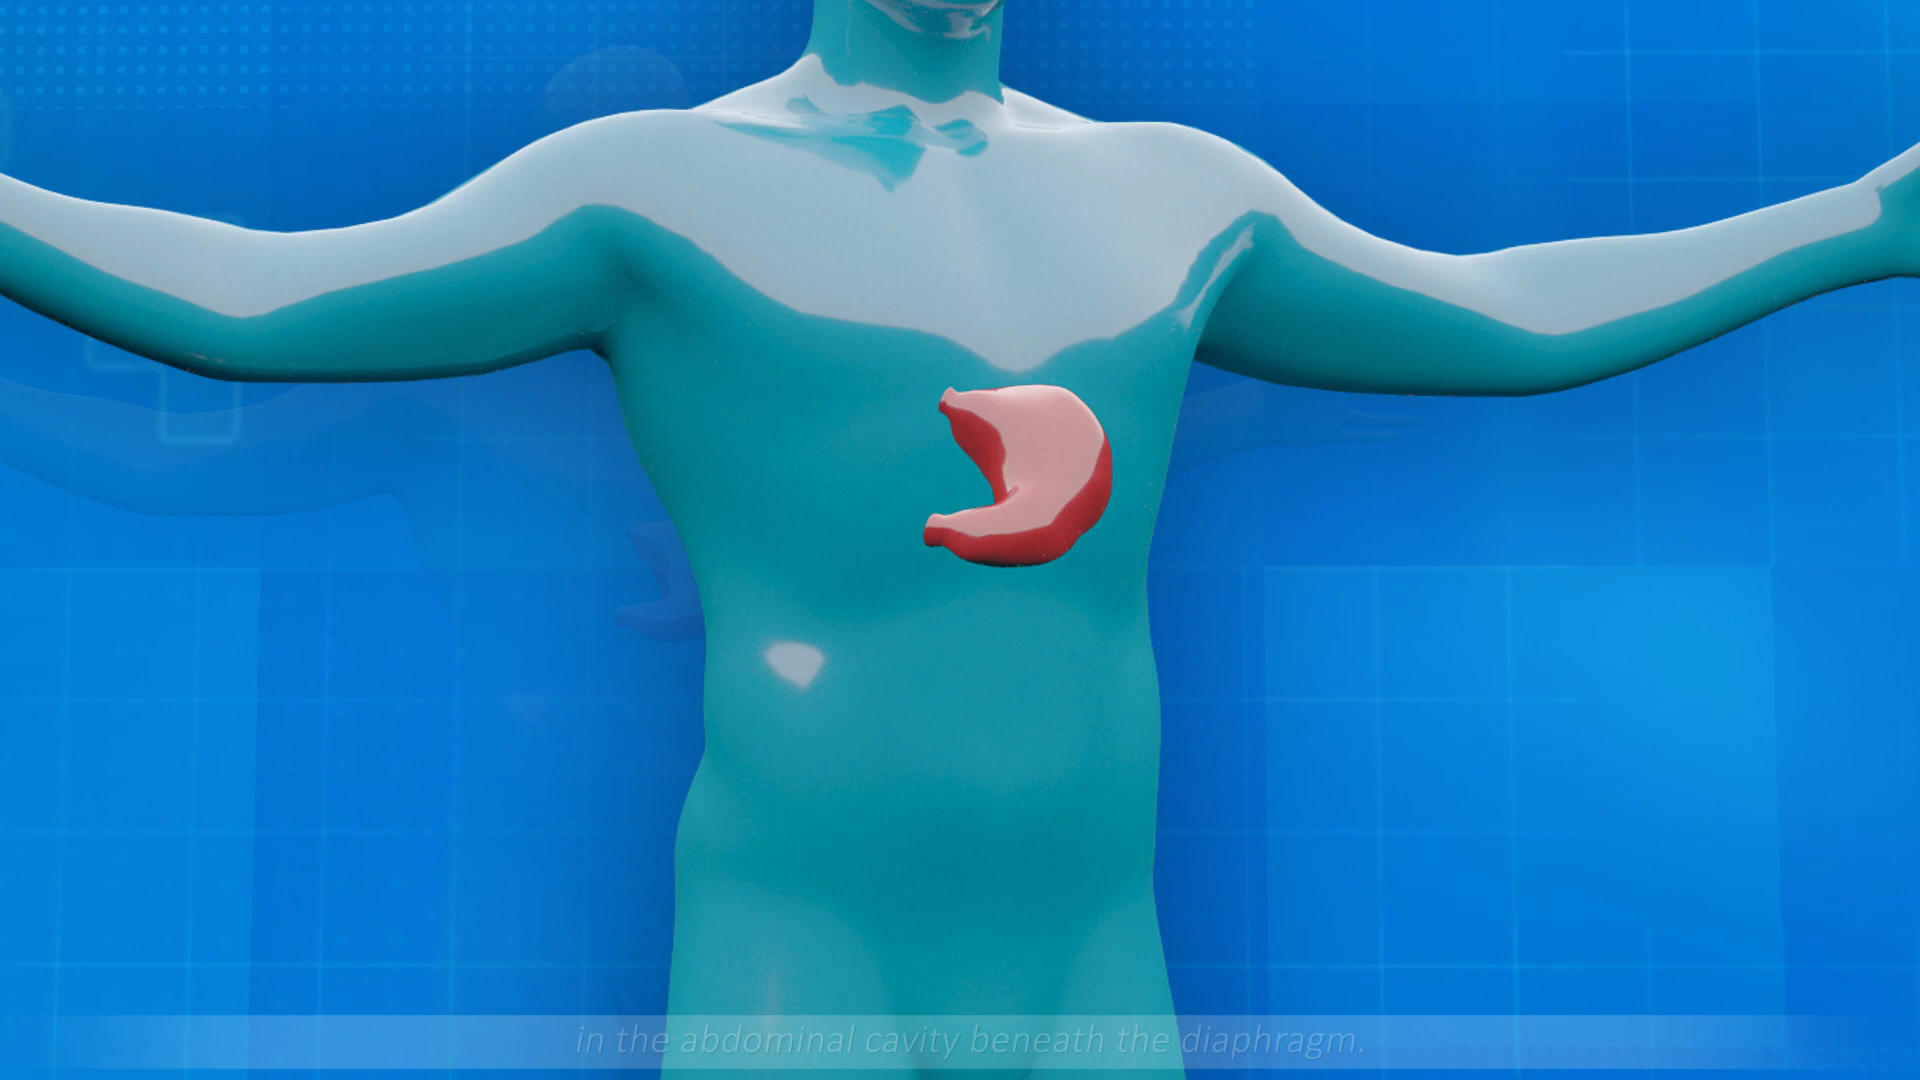 in the abdominal cavity beneath the diaphragm.